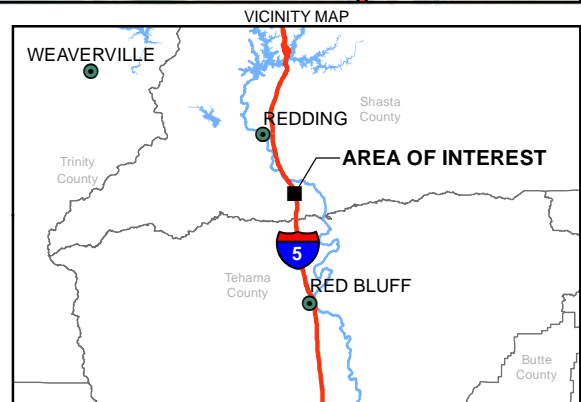 VICINITY MAP
WEAVERVILLE
Shasta
County
REDDING
AREA OF INTEREST
Trinity
County
5
Tehama
County
RED BLUFF
Butte
County